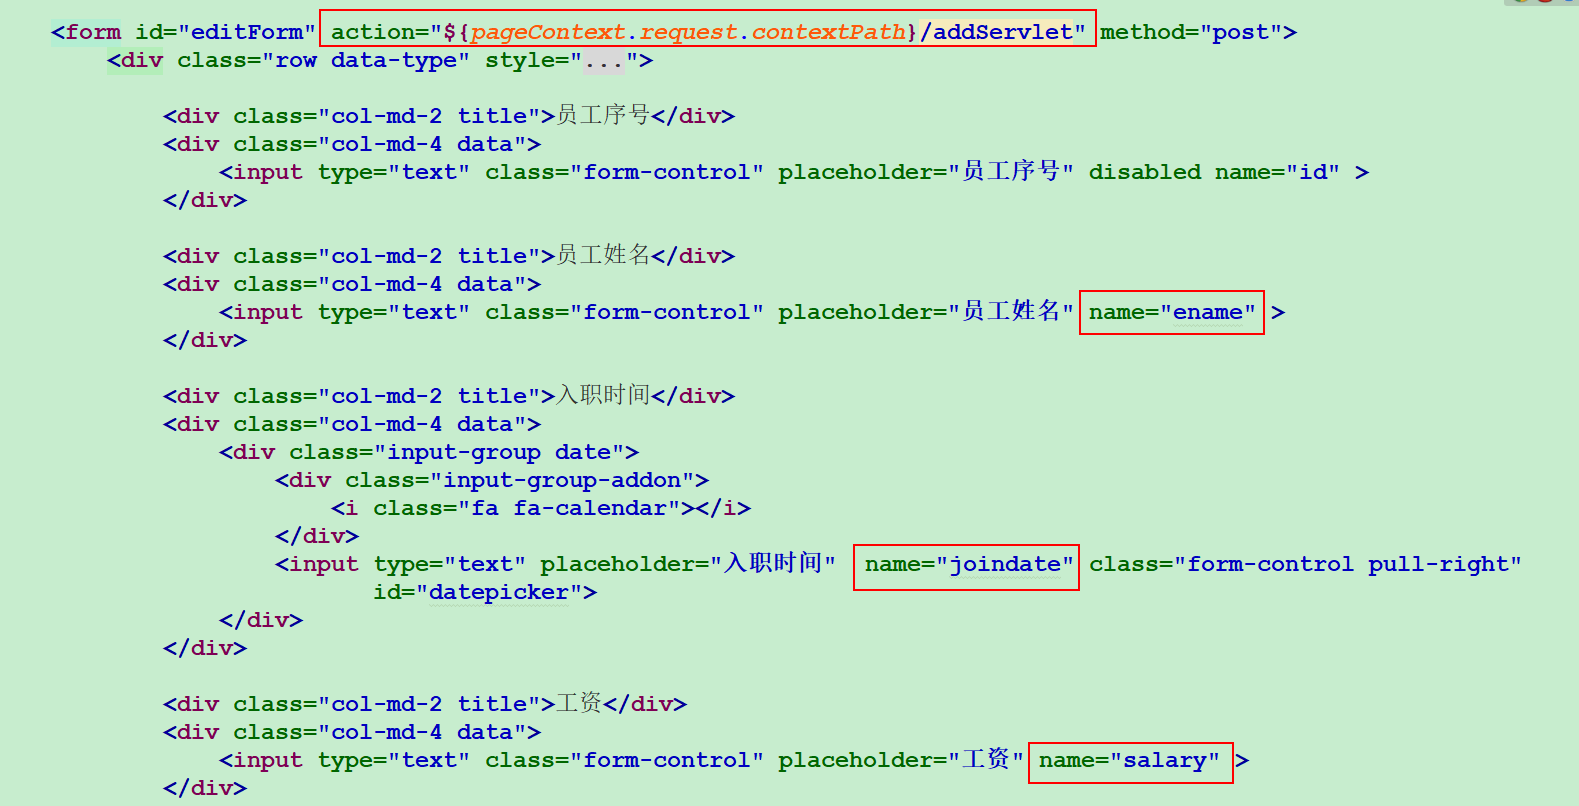 <form id="editForm" action="${pageContext.request.contextPath}/addServlet" method="post">
<div class="row data-type" style="...">
<div class="col-md-2 title">员工序号</div>
<div class="col-md-4 data">
<input type="text" class="form-control" placeholder="员工序号" disabled name="id" >
</div>
<div class="col-md-2 title">员工姓名</div>
<div class="col-md-4 data">
<input type="text" class="form-control" placeholder="员工姓名" name="ename" >
</div>
<div class="col-md-2 title">入职时间</div>
<div class="col-md-4 data">
<div class="input-group date">
<div class="input-group-addon">
<i class="fa fa-calendar"></i>
</div>
<input type="text" placeholder="入职时间" name="joindate" class="form-control pull-right"
id="datepicker">
</div>
</div>
<div class="col-md-2 title">工资</div>
<div class="col-md-4 data">
<input type="text" class="form-control" placeholder="工资" name="salary" >
</div>